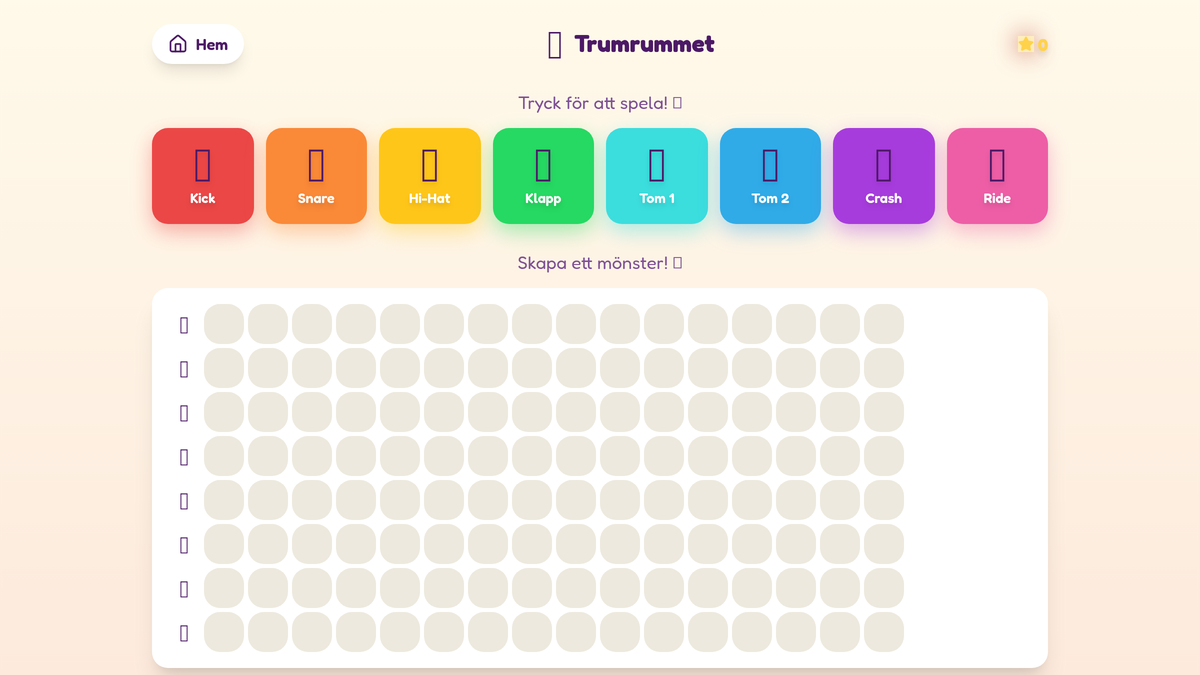 Hem
Trumrummet
0
Tryck för att spela!
Kick
Snare
Hi-Hat
Klapp
Tom 1
Tom 2
Crash
Ride
Skapa ett mönster!